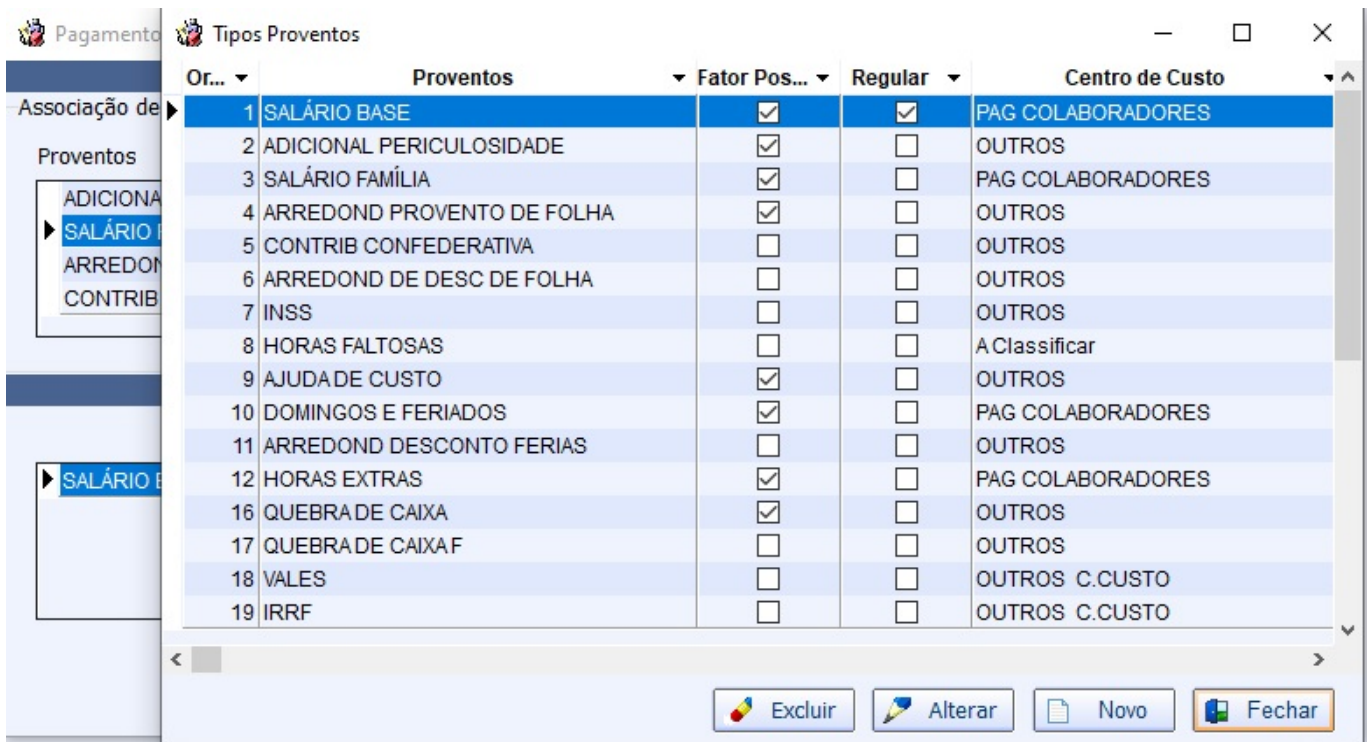 Pagamento
Tipos Proventos
Or... Proventos Fator Pos... Regular Centro de Custo
1 SALÁRIO BASE PAG COLABORADORES
2 ADICIONAL PERICULOSIDADE OUTROS
3 SALÁRIO FAMÍLIA PAG COLABORADORES
4 ARREDOND PROVENTO DE FOLHA OUTROS
5 CONTRIB CONFEDERATIVA OUTROS
6 ARREDOND DE DESC DE FOLHA OUTROS
7 INSS OUTROS
8 HORAS FALTOSAS A Classificar
9 AJUDA DE CUSTO OUTROS
10 DOMINGOS E FERIADOS PAG COLABORADORES
11 ARREDOND DESCONTO FERIAS OUTROS
12 HORAS EXTRAS PAG COLABORADORES
16 QUEBRA DE CAIXA OUTROS
17 QUEBRA DE CAIXA F OUTROS
18 VALES OUTROS C.CUSTO
19 IRRF OUTROS C.CUSTO
Excluir Alterar Novo Fechar
Associação de
Proventos
ADICIONA
SALÁRIO
ARREDON
CONTRIB
SALÁRIO